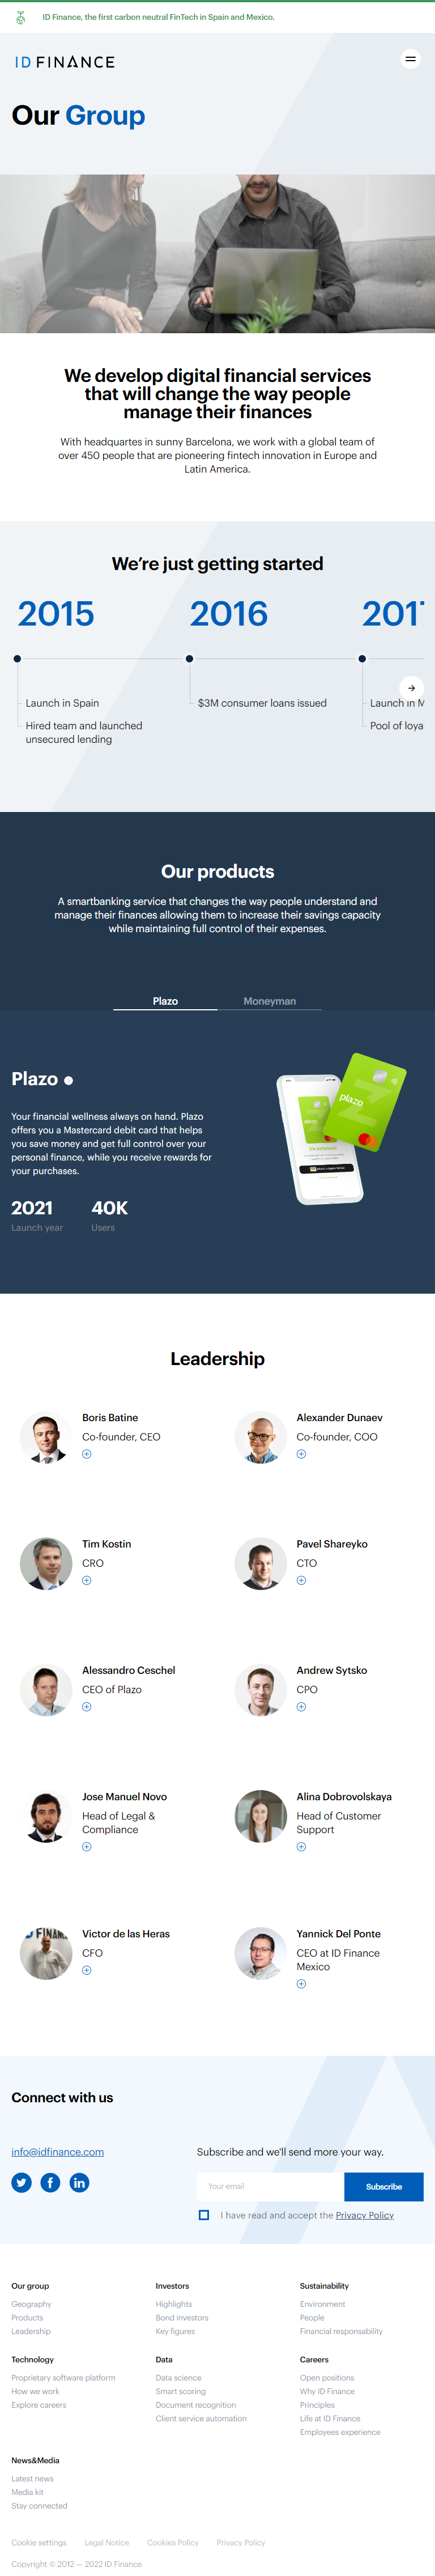 ID Finance, the first carbon neutral FinTech in Spain and Mexico.
ID FINANCE
Our Group
We develop digital financial services
that will change the way people
manage their finances
With headquartes in sunny Barcelona, we work with a global team of
over 450 people that are pioneering fintech innovation in Europe and
Latin America.
We're just getting started
2015
2016
2017
Launch in Spain
$3M consumer loans issued
Launch in M
Hired team and launched
unsecured lending
Pool of loya
Our products
A smartbanking service that changes the way people understand and
manage their finances allowing them to increase their savings capacity
while maintaining full control of their expenses.
Plazo
Moneyman
Plazo
plazo
Your financial wellness always on hand. Plazo
offers you a Mastercard debit card that helps
you save money and get full control over your
personal finance, while you receive rewards for
your purchases.
2021
40K
Launch year
Users
Leadership
Boris Batine
Co-founder, CEO
Alexander Dunaev
Co-founder, COO
Tim Kostin
CRO
Pavel Shareyko
CTO
Alessandro Ceschel
CEO of Plazo
Andrew Sytsko
CPO
Jose Manuel Novo
Head of Legal &
Compliance
Alina Dobrovolskaya
Head of Customer
Support
Victor de las Heras
CFO
Yannick Del Ponte
CEO at ID Finance
Mexico
Connect with us
info@idfinance.com
Subscribe and we'll send more your way.
Your email
Subscribe
I have read and accept the Privacy Policy
Our group
Geography
Products
Leadership
Investors
Highlights
Bond investors
Key figures
Sustainability
Environment
People
Financial responsability
Technology
Proprietary software platform
How we work
Explore careers
Data
Data science
Smart scoring
Document recognition
Client service automation
Careers
Open positions
Why ID Finance
Principles
Life at ID Finance
Employees experience
News&Media
Latest news
Media kit
Stay connected
Cookie settings
Legal Notice
Cookies Policy
Privacy Policy
Copyright © 2012 — 2022 ID Finance